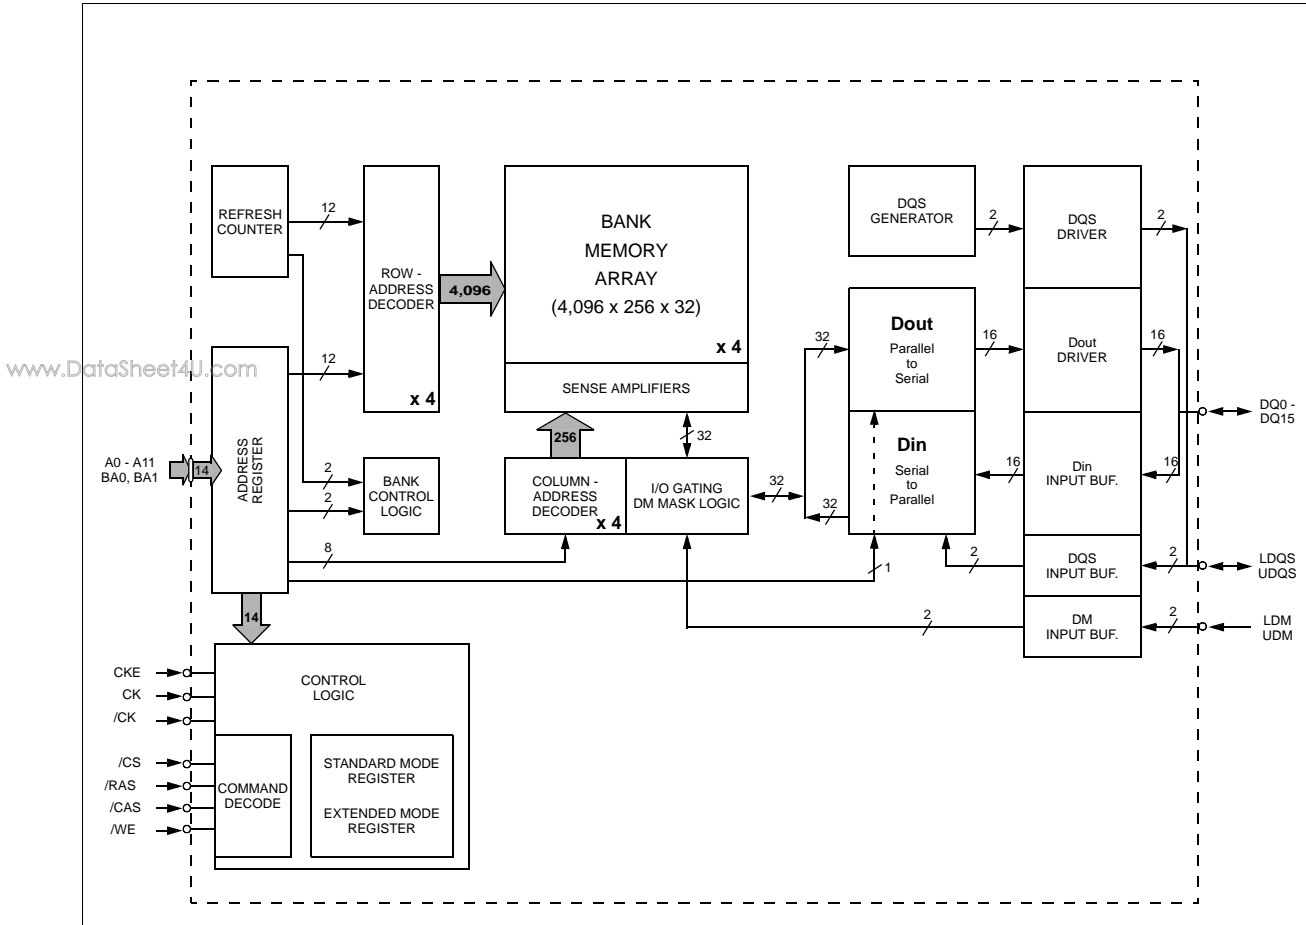 REFRESH
COUNTER
12
ROW -
ADDRESS
DECODER
x 4
4,096
BANK
MEMORY
ARRAY
(4,096 x 256 x 32)
x 4
SENSE AMPLIFIERS
DQS
GENERATOR
2
DQS
DRIVER
2
32
Dout
Parallel
to
Serial
16
Dout
DRIVER
16
www.DataSheet4U.com
12
256
32
DQ0 -
DQ15
A0 - A11
BA0, BA1
14
ADDRESS
REGISTER
2
2
BANK
CONTROL
LOGIC
COLUMN -
ADDRESS
DECODER
x 4
I/O GATING
DM MASK LOGIC
32
32
Din
Serial
to
Parallel
16
Din
INPUT BUF.
16
8
1
2
DQS
INPUT BUF.
2
LDQS
UDQS
14
2
DM
INPUT BUF.
2
LDM
UDM
CKE
CK
/CK
CONTROL
LOGIC
/CS
/RAS
/CAS
/WE
COMMAND
DECODE
STANDARD MODE
REGISTER
EXTENDED MODE
REGISTER